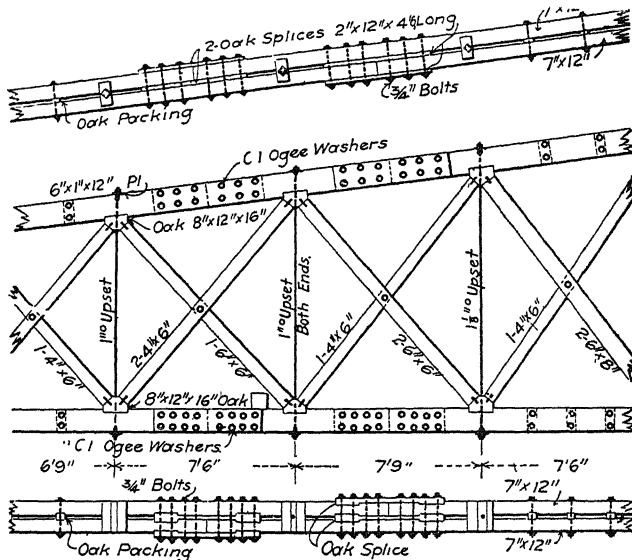 2-Oak Splices 2"x12"x4'6 Long
7"x12"
3/4" Bolts
Oak Packing
C I Ogee Washers
6"x1"x12" Pl
Oak 8"x12"x16"
1"ᴰ Upset
2-4"x6"
1-4"x6"
1-6"x6"
1"ᴰ Upset
Both Ends.
1-4"x6"
2-6"x6"
1 1/8"ᴰ Upset
1-4"x6"
2-6"x8"
8"x12"x16" Oak
"C I Ogee Washers.
6'9" 7'6" 7'9" 7'6"
3/4" Bolts
7"x12"
Oak Packing
Oak Splice
7"x12"